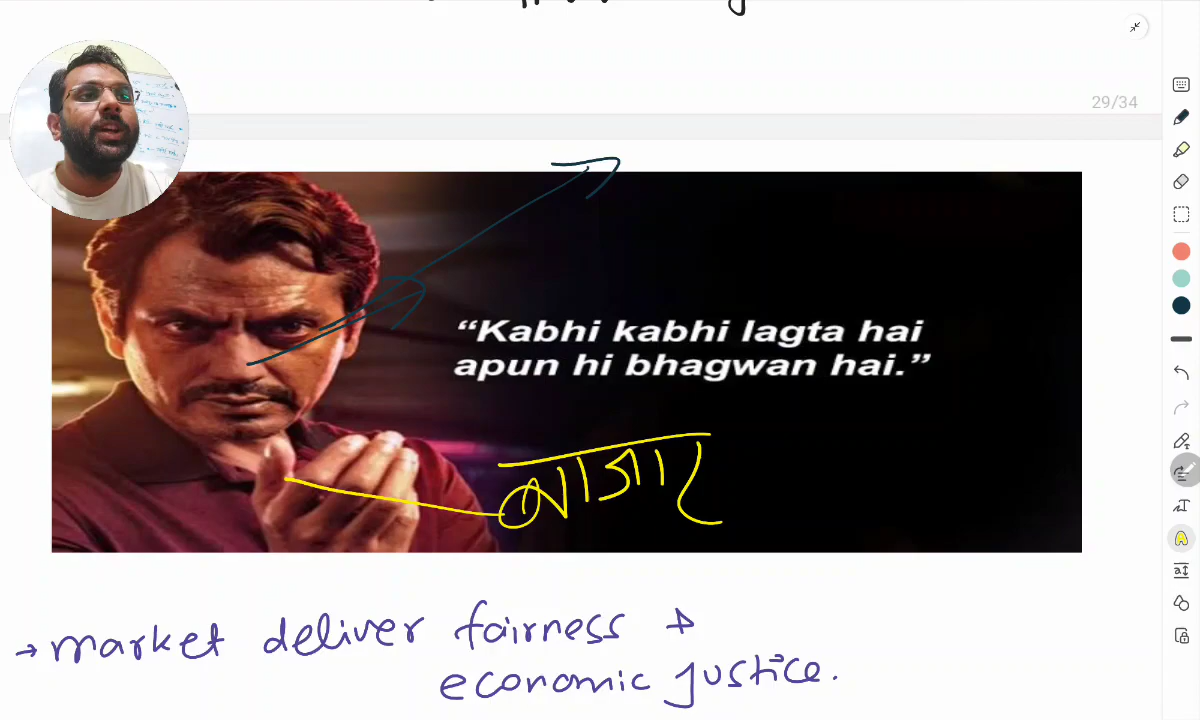 29/34
“Kabhi kabhi lagta hai
apun hi bhagwan hai.”
बाजार
→ market deliver fairness &
economic justice.